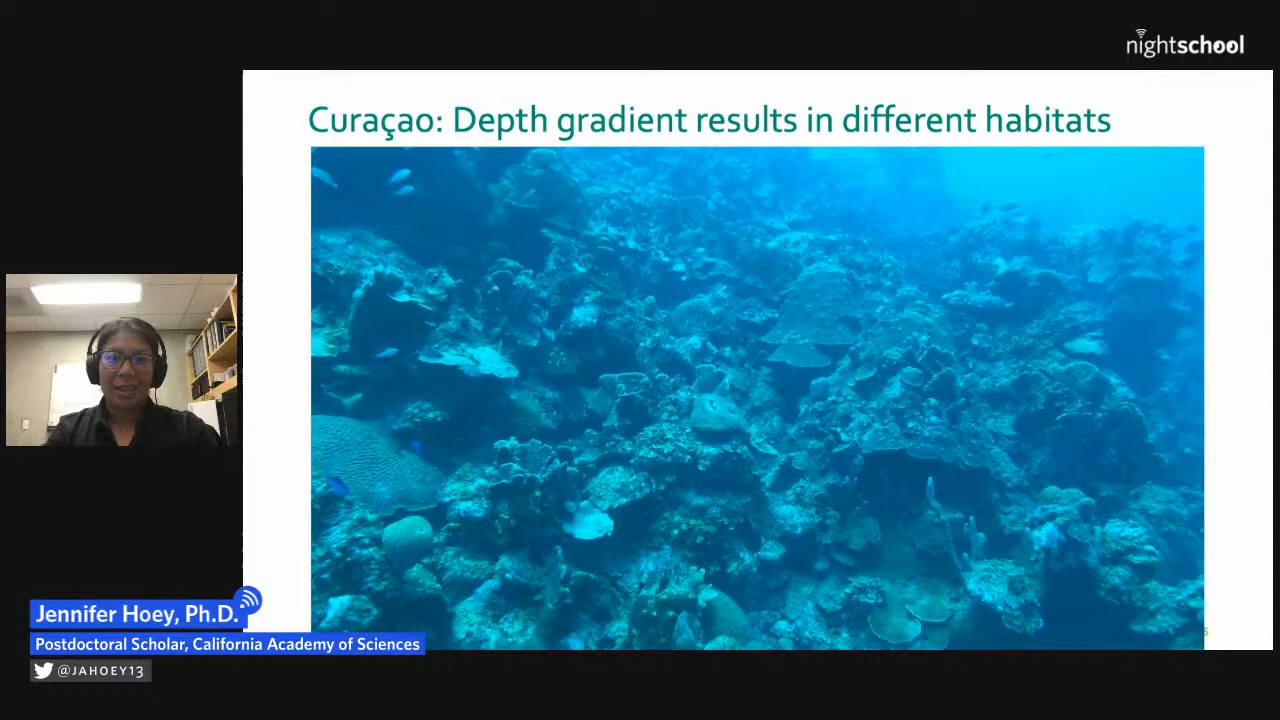 nightschool
Curaçao: Depth gradient results in different habitats
Jennifer Hoey, Ph.D.
Postdoctoral Scholar, California Academy of Sciences
@JAHOEY13